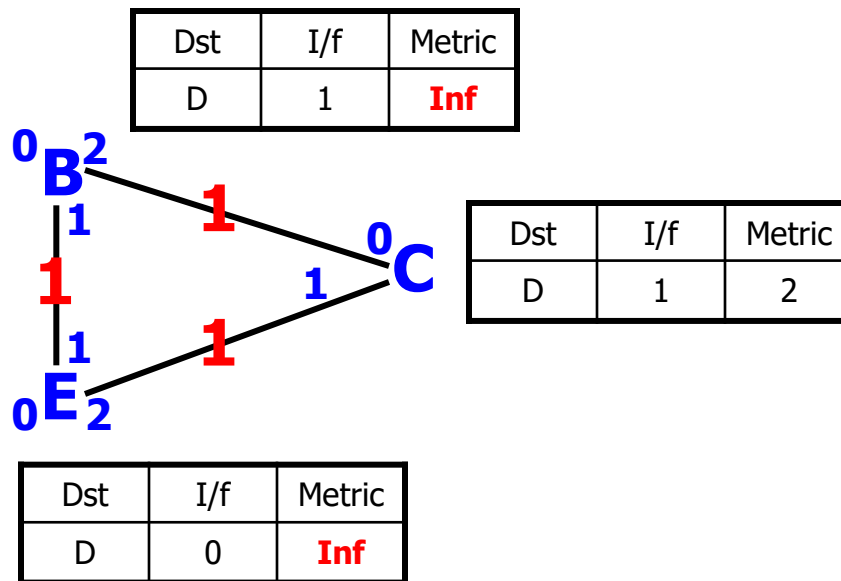 Dst I/f Metric
D 1 Inf
0 B 2
1
1
0 C
1
Dst I/f Metric
D 1 2
1
1
1
0 E 2
Dst I/f Metric
D 0 Inf